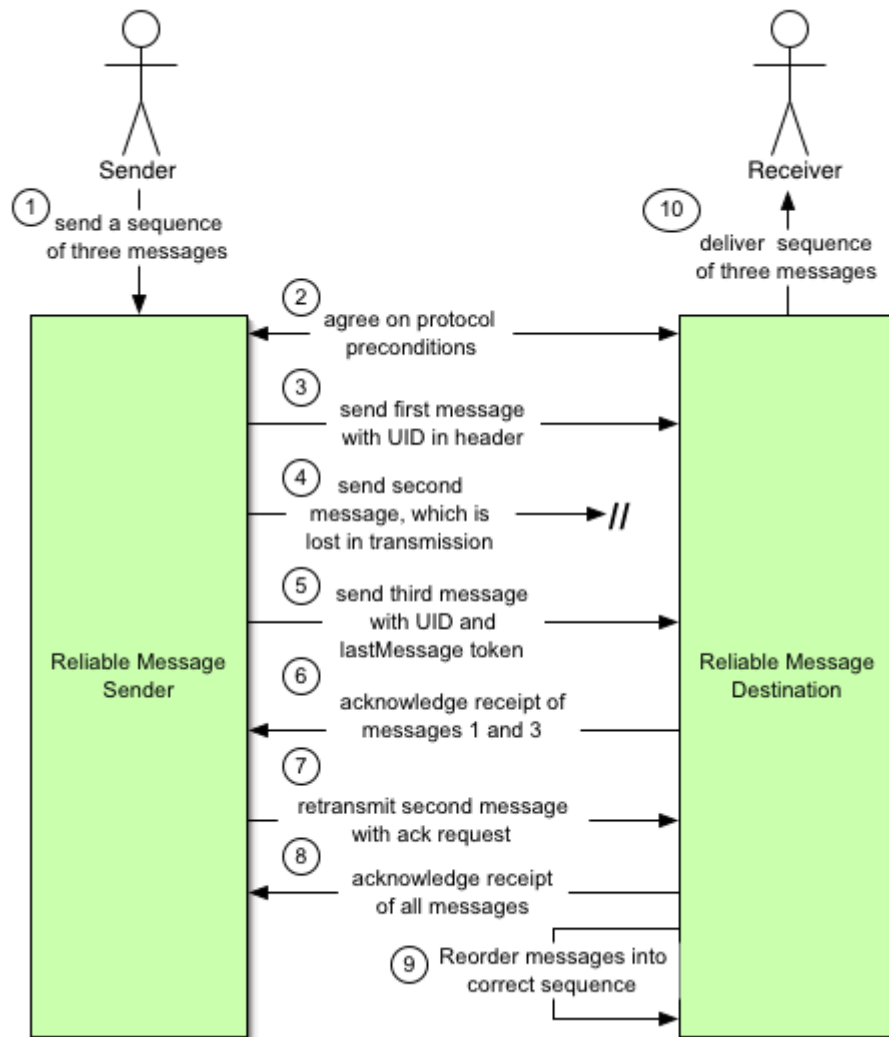 Sender
Receiver
1
send a sequence
of three messages
10
deliver sequence
of three messages
2
agree on protocol
preconditions
3
send first message
with UID in header
4
send second
message, which is
lost in transmission
//
5
send third message
with UID and
lastMessage token
Reliable Message
Sender
Reliable Message
Destination
6
acknowledge receipt of
messages 1 and 3
7
retransmit second message
with ack request
8
acknowledge receipt
of all messages
9
Reorder messages into
correct sequence